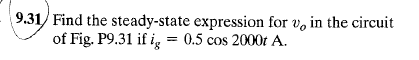 9.31 Find the steady-state expression for vₒ in the circuit
of Fig. P9.31 if i_g = 0.5 cos 2000t A.